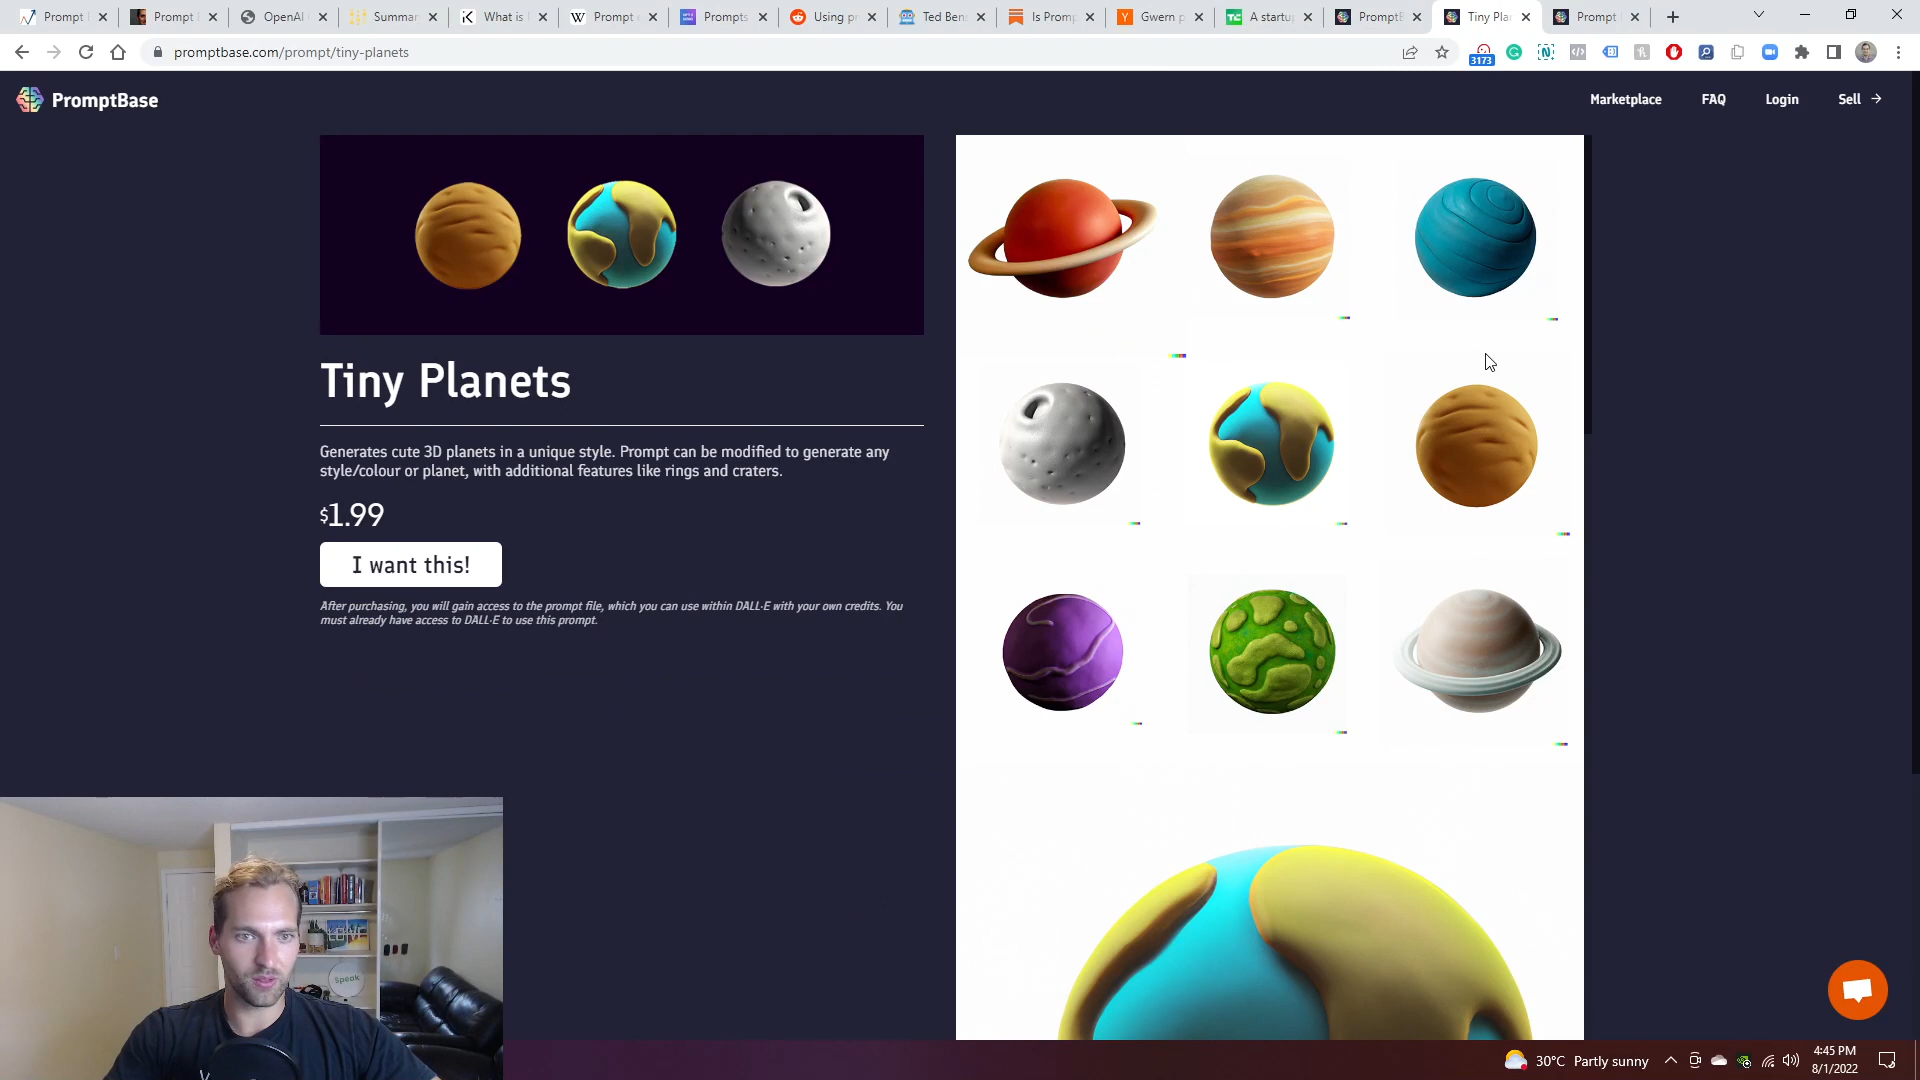 Prompt
Prompt E
OpenAI
Summar
What is
Prompt e
Prompts
Using pr
Ted Ben
Is Promp
Gwern p
A startu
PromptB
Tiny Pla
Prompt
promptbase.com/prompt/tiny-planets
3173
PromptBase
Marketplace
FAQ
Login
Sell →
Tiny Planets
Generates cute 3D planets in a unique style. Prompt can be modified to generate any
style/colour or planet, with additional features like rings and craters.
$1.99
I want this!
After purchasing, you will gain access to the prompt file, which you can use within DALL·E with your own credits. You
must already have access to DALL·E to use this prompt.
Speak
30°C Partly sunny
4:45 PM
8/1/2022